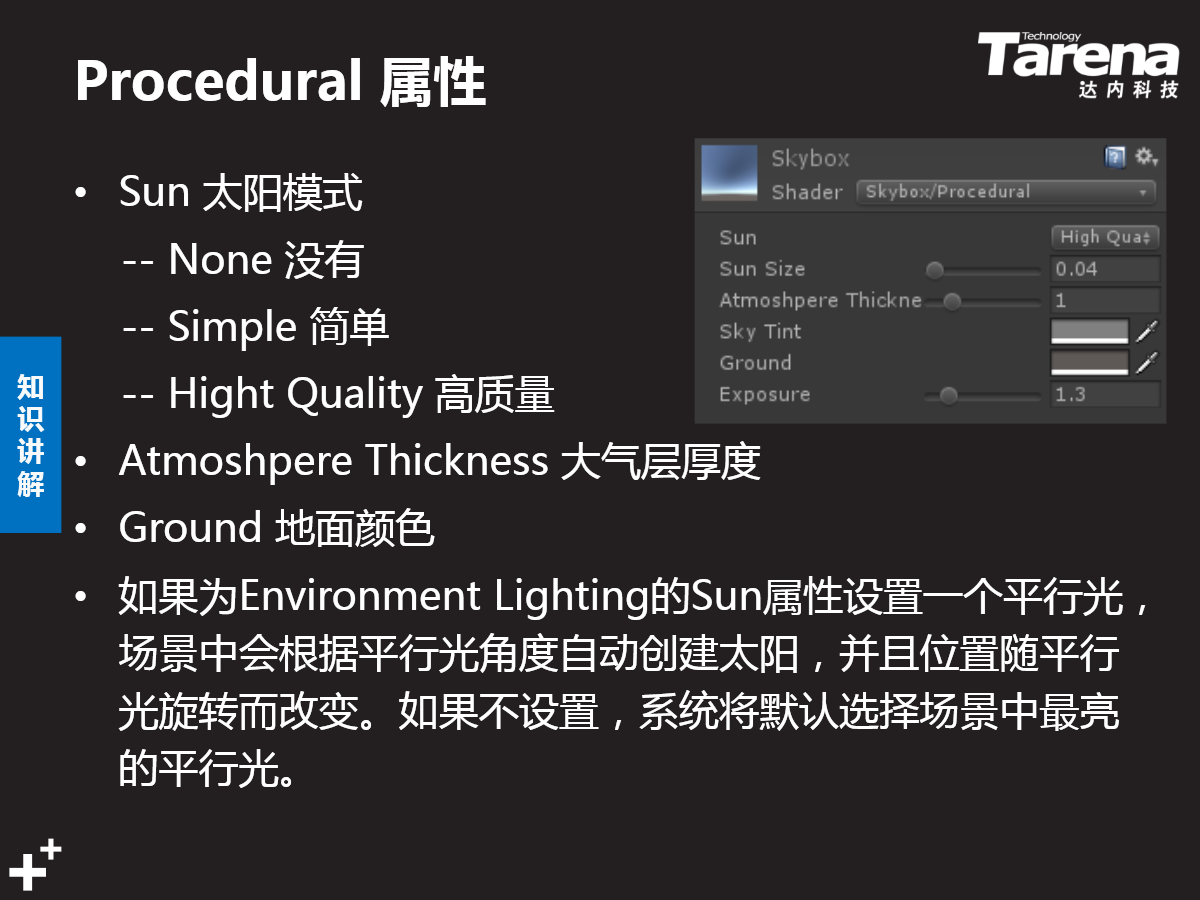 Procedural 属性
Technology
Tarena
达内科技
• Sun 太阳模式
-- None 没有
-- Simple 简单
-- Hight Quality 高质量
• Atmoshpere Thickness 大气层厚度
• Ground 地面颜色
• 如果为Environment Lighting的Sun属性设置一个平行光，
场景中会根据平行光角度自动创建太阳，并且位置随平行
光旋转而改变。如果不设置，系统将默认选择场景中最亮
的平行光。
知
识
讲
解
Skybox
Shader Skybox/Procedural
Sun High Qua
Sun Size 0.04
Atmoshpere Thickne 1
Sky Tint
Ground
Exposure 1.3